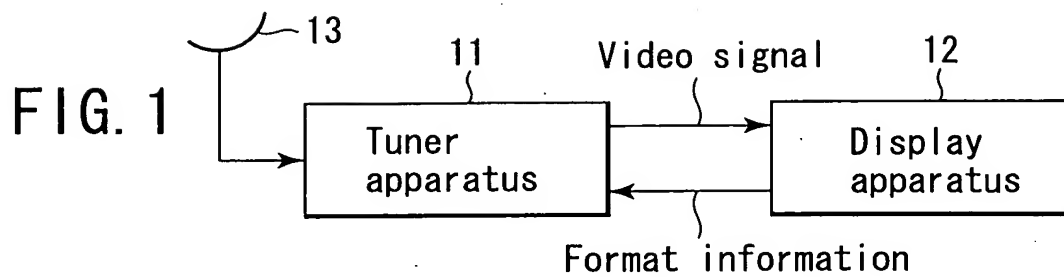 FIG. 1
13
11
Tuner
apparatus
Video signal
12
Display
apparatus
Format information